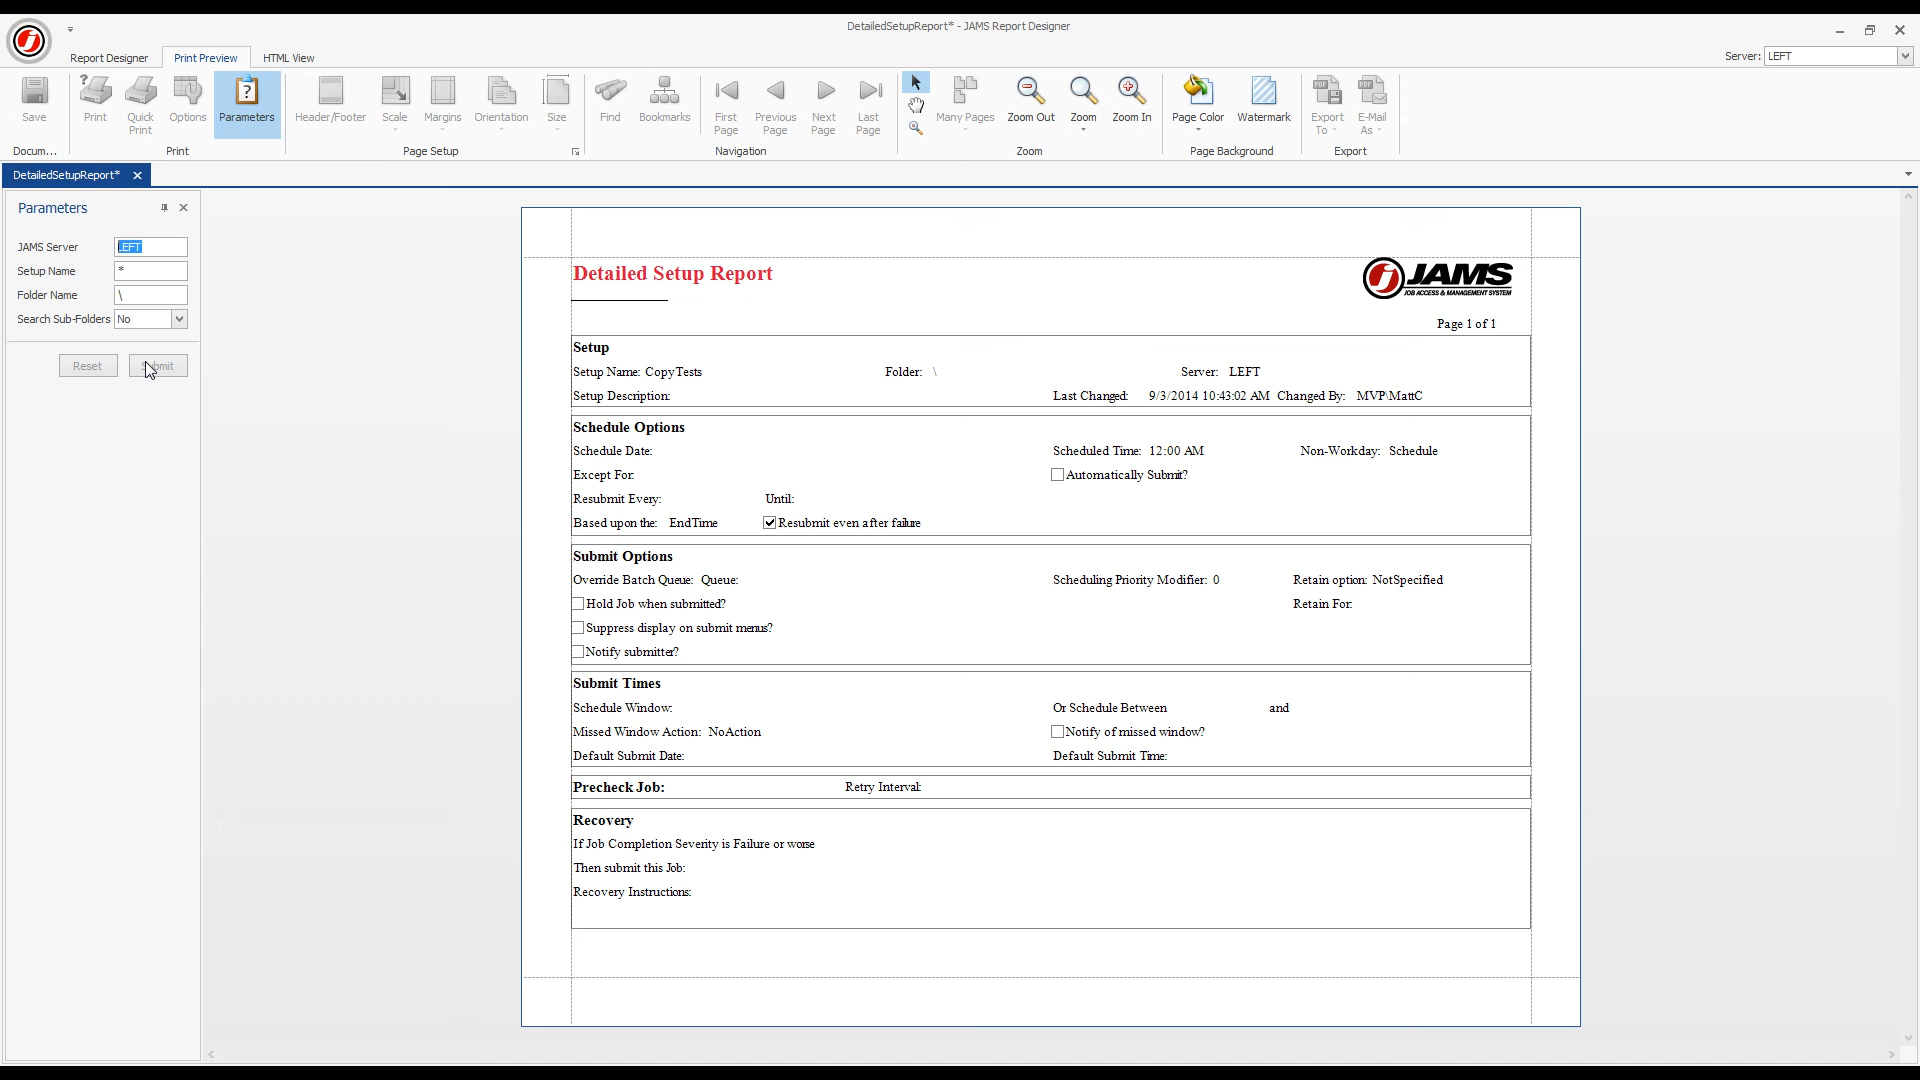 DetailedSetupReport* - JAMS Report Designer
Report Designer
Print Preview
HTML View
Server: LEFT
Save
Print
Quick
Print
Options
Parameters
Header/Footer
Scale
Margins
Orientation
Size
Find
Bookmarks
First
Page
Previous
Page
Next
Page
Last
Page
Many Pages
Zoom Out
Zoom
Zoom In
Page Color
Watermark
Export
To
E-Mail
As
Docum...
Print
Page Setup
Navigation
Zoom
Page Background
Export
DetailedSetupReport*
Parameters
JAMS Server LEFT
Setup Name *
Folder Name \
Search Sub-Folders No
Reset
Detailed Setup Report
JAMS
JOB ACCESS & MANAGEMENT SYSTEM
Page 1 of 1
Setup
Setup Name: CopyTests Folder: \ Server: LEFT
Setup Description: Last Changed: 9/3/2014 10:43:02 AM Changed By: MVP\MattC
Schedule Options
Schedule Date: Scheduled Time: 12:00 AM Non-Workday: Schedule
Except For: Automatically Submit?
Resubmit Every: Until:
Based upon the: EndTime Resubmit even after failure
Submit Options
Override Batch Queue: Queue: Scheduling Priority Modifier: 0 Retain option: NotSpecified
Hold Job when submitted? Retain For:
Suppress display on submit menus?
Notify submitter?
Submit Times
Schedule Window: Or Schedule Between and
Missed Window Action: NoAction Notify of missed window?
Default Submit Date: Default Submit Time:
Precheck Job: Retry Interval:
Recovery
If Job Completion Severity is Failure or worse
Then submit this Job:
Recovery Instructions: